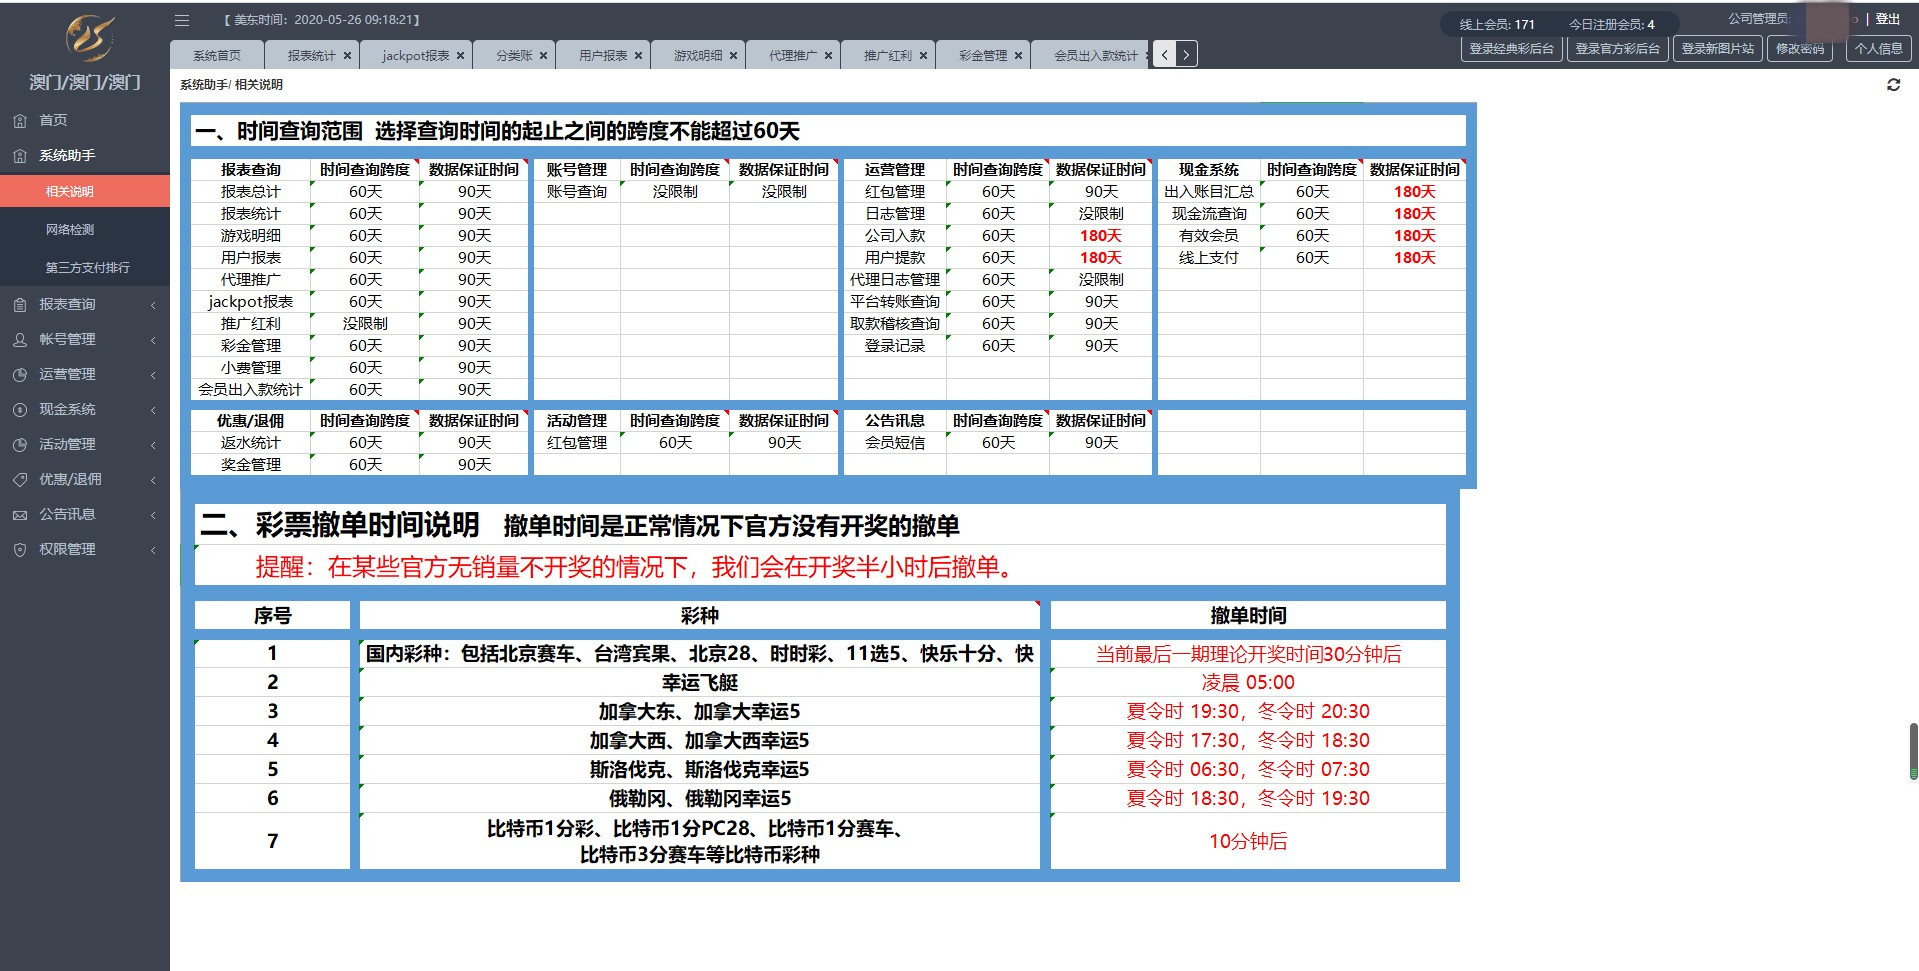 【 美东时间：2020-05-26 09:18:21】
线上会员: 171 今日注册会员: 4
公司管理员: | 登出
登录经典彩后台 登录官方彩后台 登录新图片站 修改密码 个人信息
系统首页 报表统计 × jackpot报表 × 分类账 × 用户报表 × 游戏明细 × 代理推广 × 推广红利 × 彩金管理 × 会员出入款统计
澳门/澳门/澳门
首页
系统助手
相关说明
网络检测
第三方支付排行
报表查询
帐号管理
运营管理
现金系统
活动管理
优惠/退佣
公告讯息
权限管理
系统助手/ 相关说明
一、时间查询范围 选择查询时间的起止之间的跨度不能超过60天
报表查询 时间查询跨度 数据保证时间 账号管理 时间查询跨度 数据保证时间 运营管理 时间查询跨度 数据保证时间 现金系统 时间查询跨度 数据保证时间
报表总计 60天 90天 账号查询 没限制 没限制 红包管理 60天 90天 出入账目汇总 60天 180天
报表统计 60天 90天 日志管理 60天 没限制 现金流查询 60天 180天
游戏明细 60天 90天 公司入款 60天 180天 有效会员 60天 180天
用户报表 60天 90天 用户提款 60天 180天 线上支付 60天 180天
代理推广 60天 90天 代理日志管理 60天 没限制
jackpot报表 60天 90天 平台转账查询 60天 90天
推广红利 没限制 90天 取款稽核查询 60天 90天
彩金管理 60天 90天 登录记录 60天 90天
小费管理 60天 90天
会员出入款统计 60天 90天
优惠/退佣 时间查询跨度 数据保证时间 活动管理 时间查询跨度 数据保证时间 公告讯息 时间查询跨度 数据保证时间
返水统计 60天 90天 红包管理 60天 90天 会员短信 60天 90天
奖金管理 60天 90天
二、彩票撤单时间说明 撤单时间是正常情况下官方没有开奖的撤单
提醒：在某些官方无销量不开奖的情况下，我们会在开奖半小时后撤单。
序号 彩种 撤单时间
1 国内彩种：包括北京赛车、台湾宾果、北京28、时时彩、11选5、快乐十分、快 当前最后一期理论开奖时间30分钟后
2 幸运飞艇 凌晨 05:00
3 加拿大东、加拿大幸运5 夏令时 19:30，冬令时 20:30
4 加拿大西、加拿大西幸运5 夏令时 17:30，冬令时 18:30
5 斯洛伐克、斯洛伐克幸运5 夏令时 06:30，冬令时 07:30
6 俄勒冈、俄勒冈幸运5 夏令时 18:30，冬令时 19:30
7 比特币1分彩、比特币1分PC28、比特币1分赛车、 10分钟后
比特币3分赛车等比特币彩种